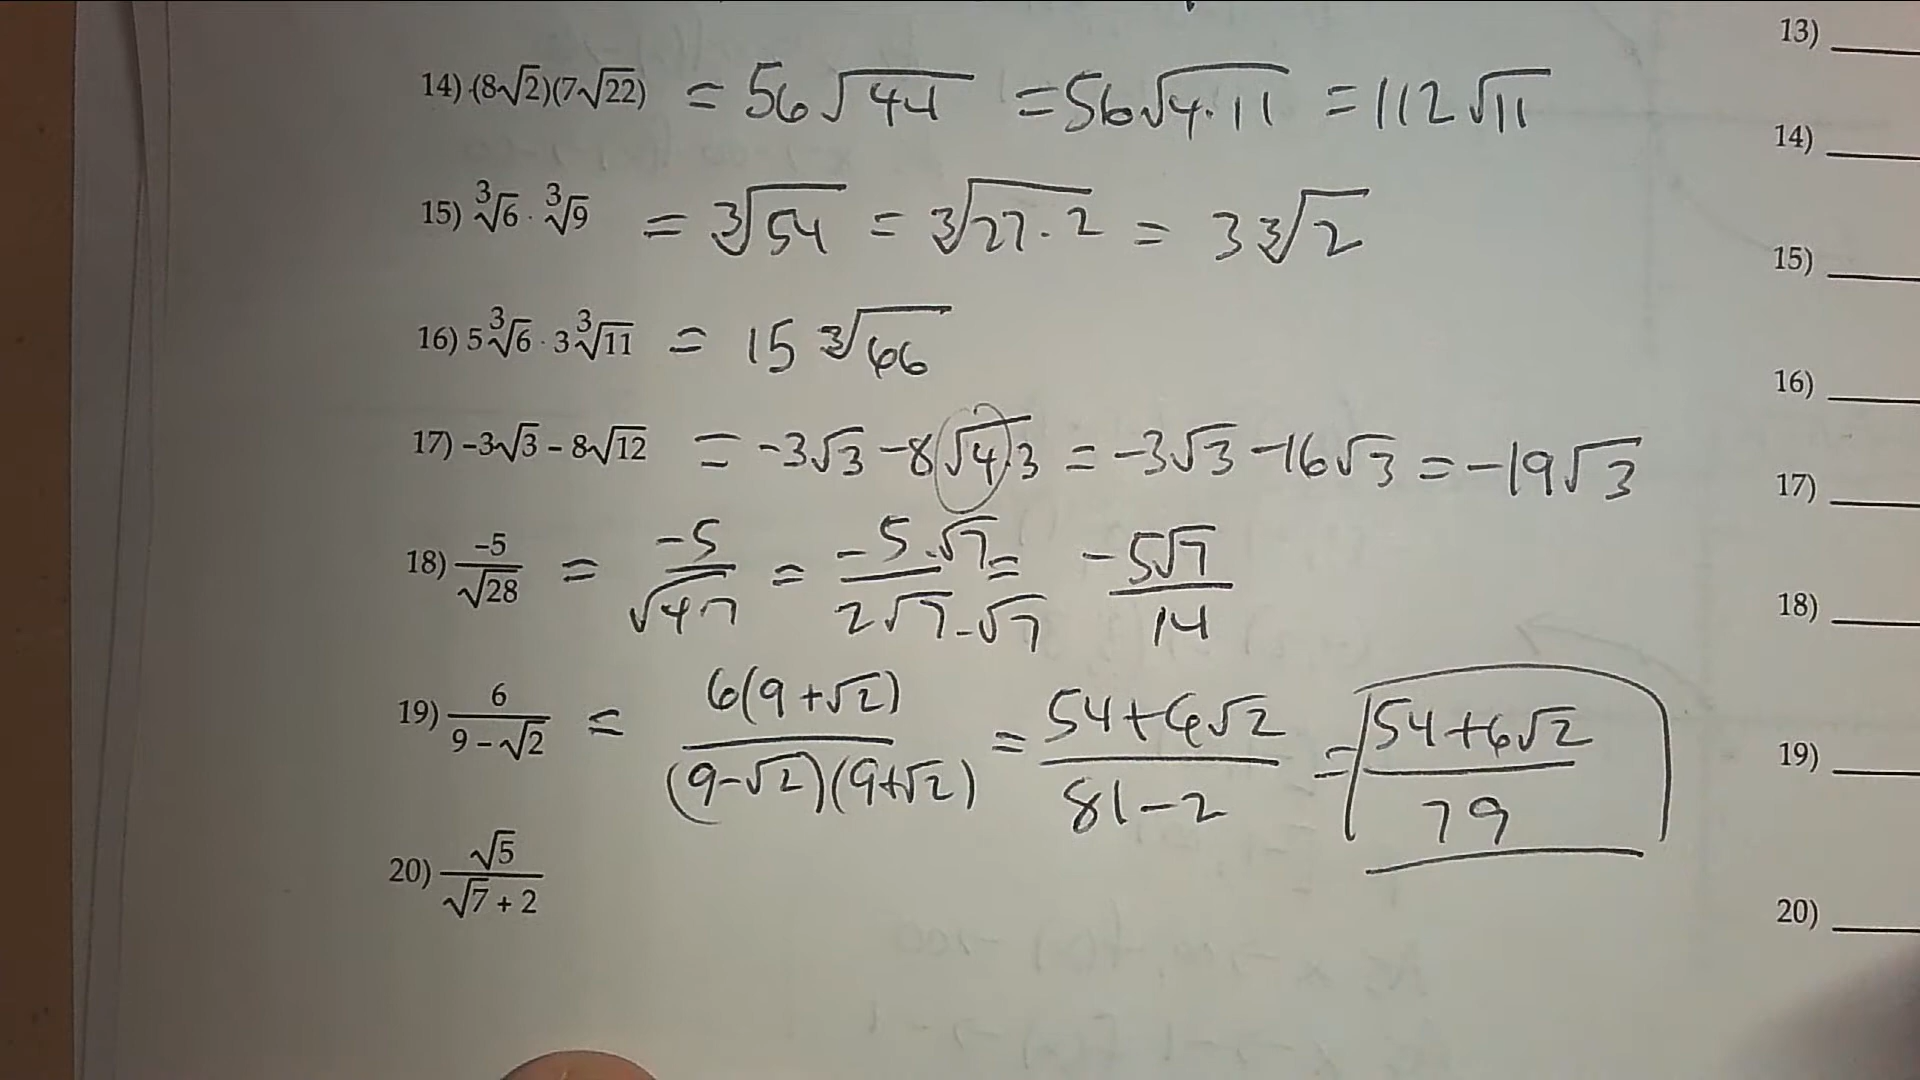 13)
14) (8√2)(7√22) = 56√44 = 56√4·11 = 112√11
14)
15) ∛6 · ∛9 = ∛54 = ∛27·2 = 3∛2
15)
16) 5∛6 · 3∛11 = 15∛66
16)
17) -3√3 - 8√12 = -3√3 - 8√4·3 = -3√3 - 16√3 = -19√3
17)
18) -5/√28 = -5/√4·7 = -5·√7/2√7·√7 = -5√7/14
18)
19) 6/(9 - √2) = 6(9+√2)/(9-√2)(9+√2) = (54+6√2)/(81-2) = (54+6√2)/79
19)
20) √5/(√7 + 2)
20)